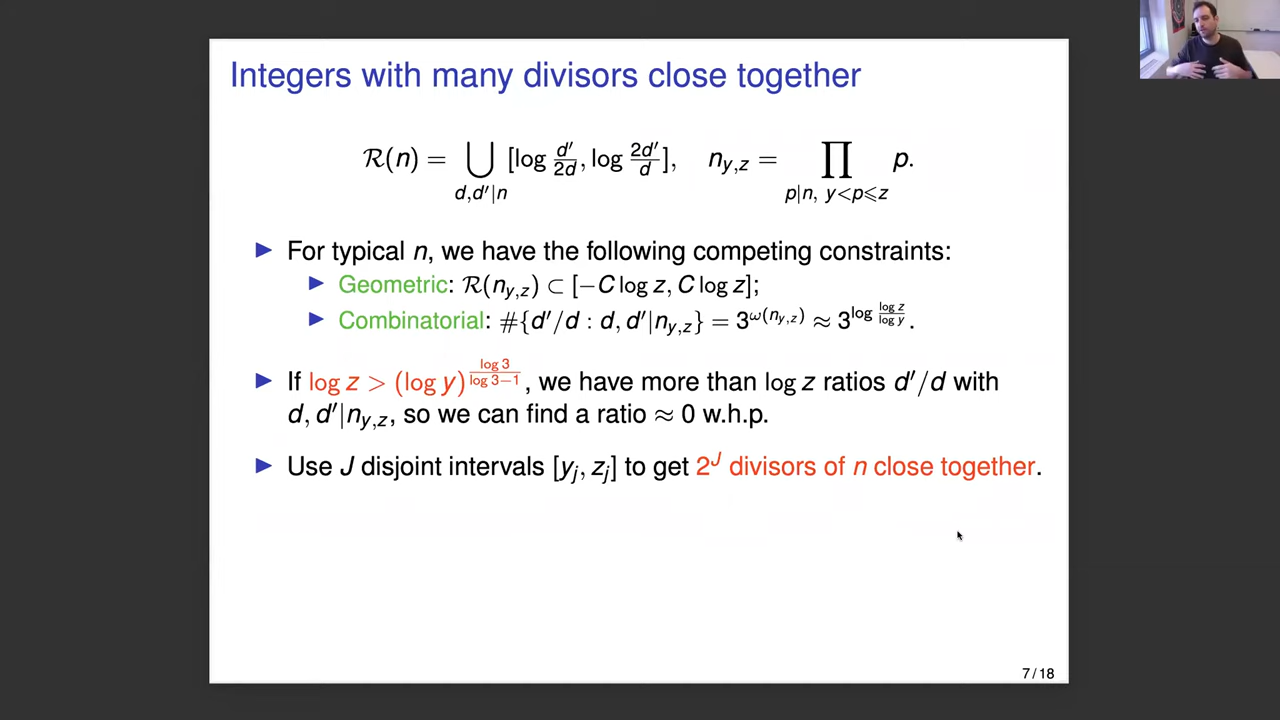 Integers with many divisors close together
R(n) = ⋃_{d,d′|n} [log d′/2d, log 2d′/d],   n_{y,z} = ∏_{p|n, y<p⩽z} p.
▶ For typical n, we have the following competing constraints:
▶ Geometric: R(n_{y,z}) ⊂ [−C log z, C log z];
▶ Combinatorial: #{d′/d : d, d′|n_{y,z}} = 3^{ω(n_{y,z})} ≈ 3^{log (log z/log y)}.
▶ If log z > (log y)^{log 3/(log 3−1)}, we have more than log z ratios d′/d with
d, d′|n_{y,z}, so we can find a ratio ≈ 0 w.h.p.
▶ Use J disjoint intervals [y_j, z_j] to get 2^J divisors of n close together.
7 / 18